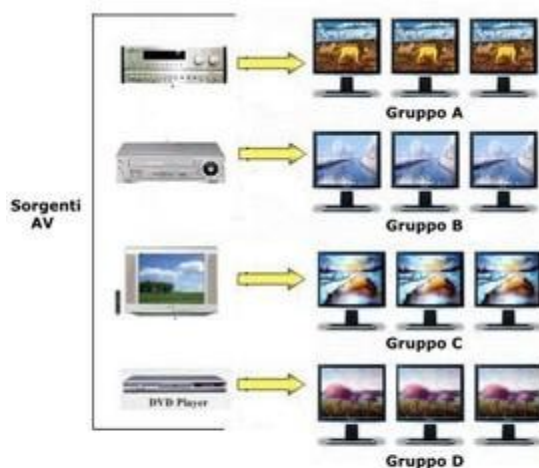 Gruppo A
Sorgenti
AV
Gruppo B
Gruppo C
DVD Player
Gruppo D